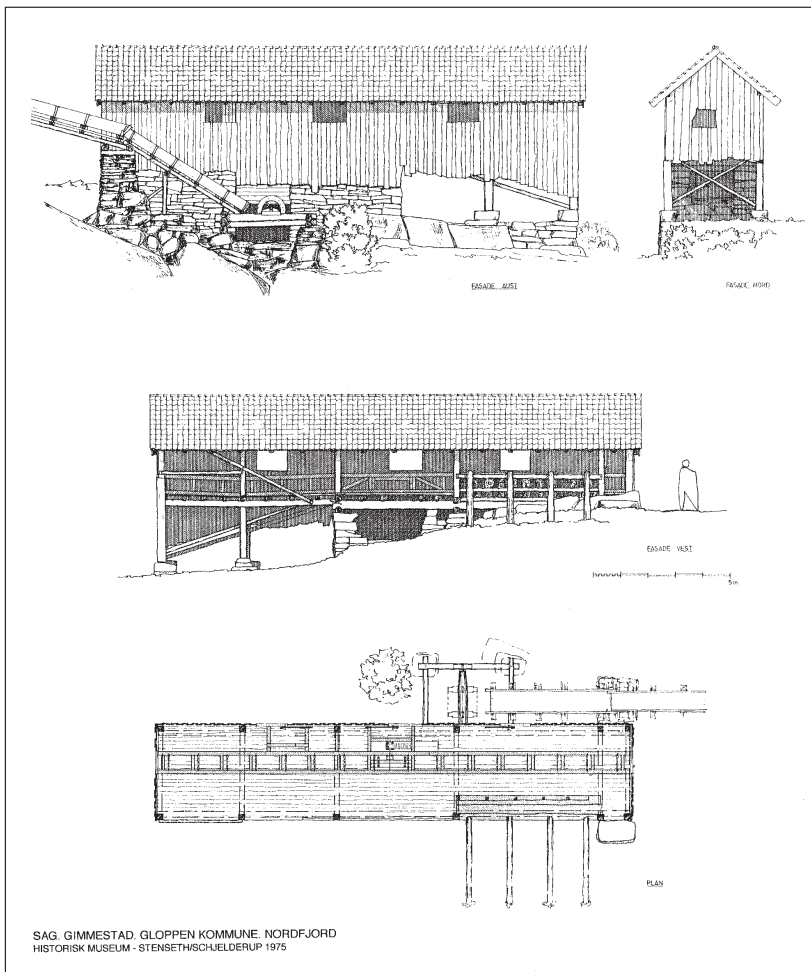 FASADE AUST
FASADE NORD
FASADE VEST
5m
PLAN
SAG. GIMMESTAD. GLOPPEN KOMMUNE. NORDFJORD
HISTORISK MUSEUM - STENSETH/SCHJELDERUP 1975